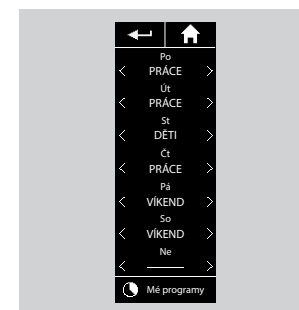 Po
PRÁCE
Út
PRÁCE
St
DĚTI
Čt
PRÁCE
Pá
VÍKEND
So
VÍKEND
Ne
Mé programy